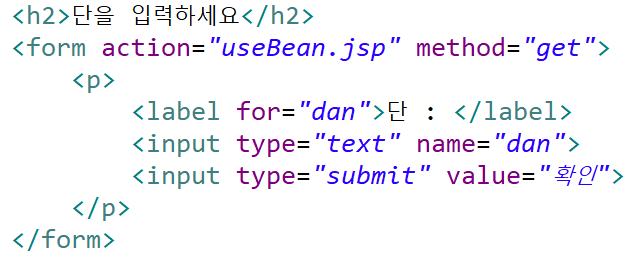 <h2>단을 입력하세요</h2>
<form action="useBean.jsp" method="get">
    <p>
        <label for="dan">단 : </label>
        <input type="text" name="dan">
        <input type="submit" value="확인">
    </p>
</form>